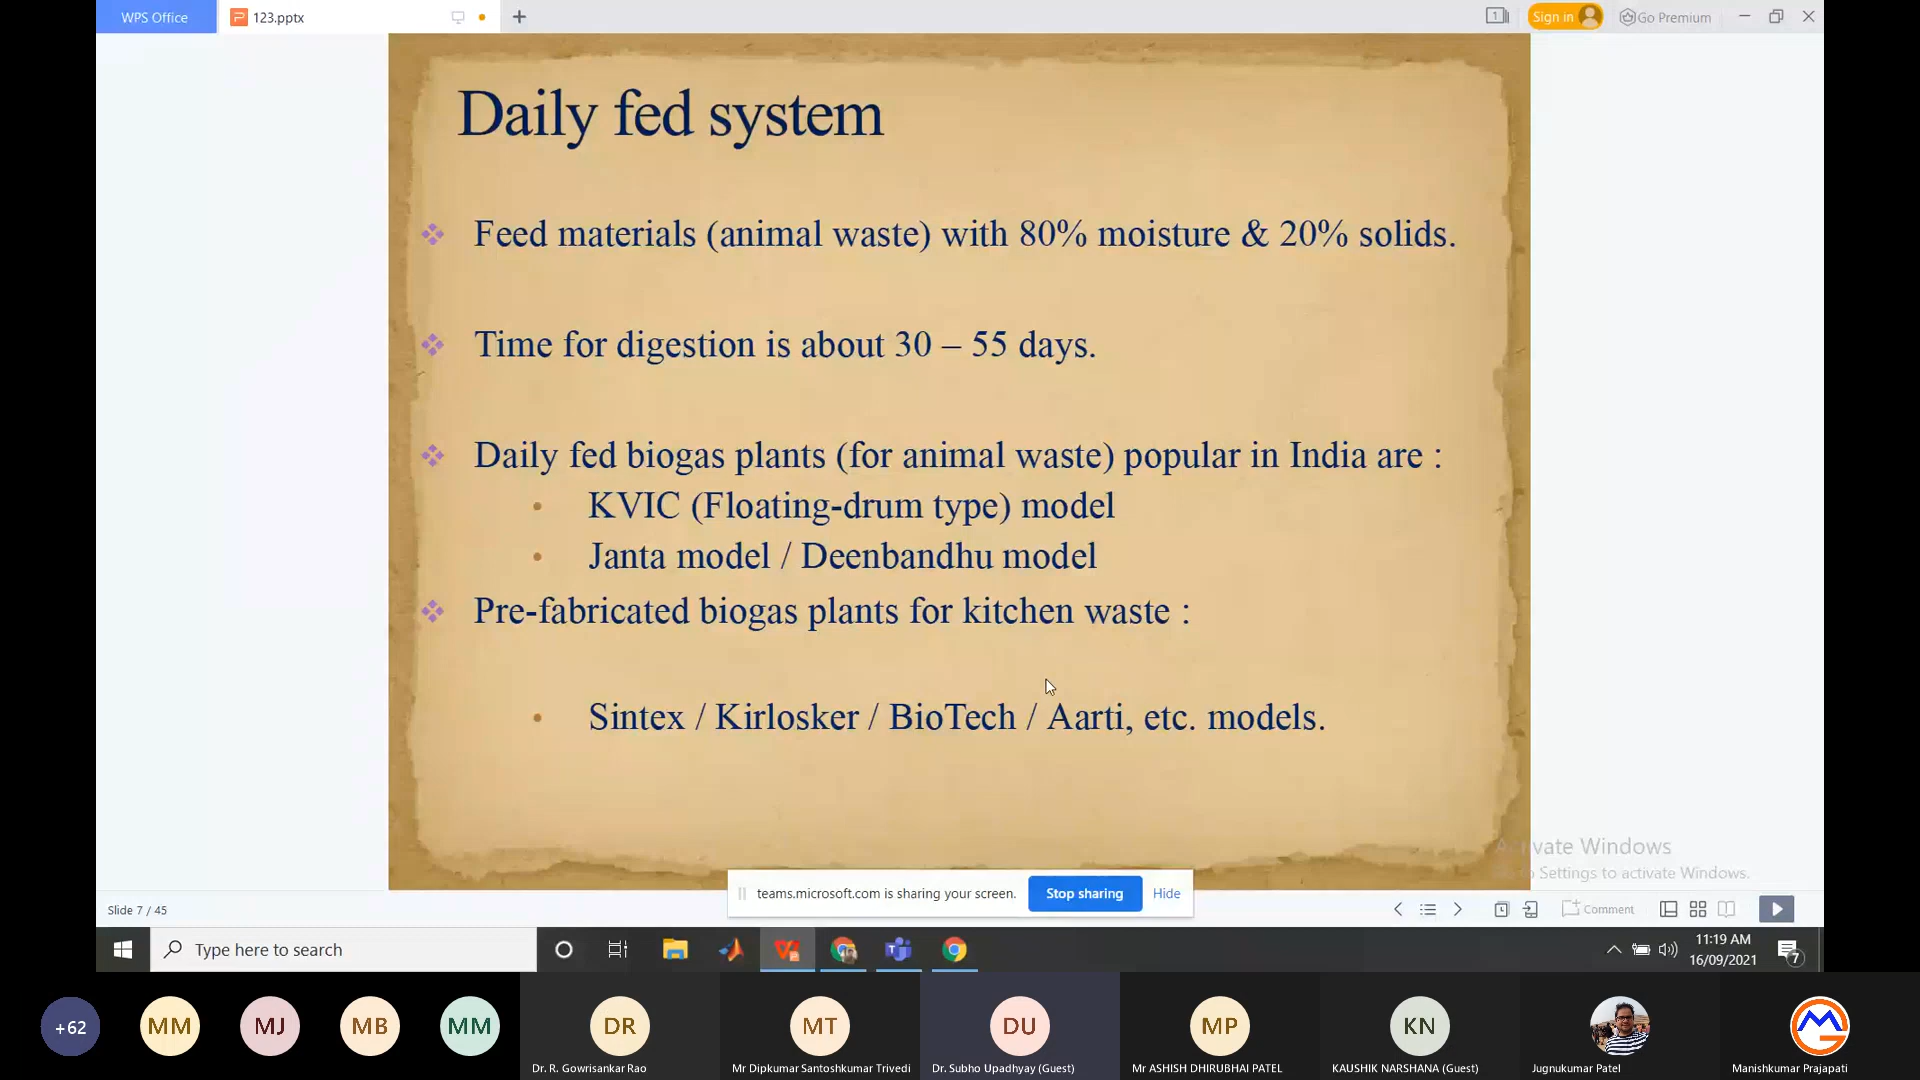 WPS Office
123.pptx
1
Sign in
Go Premium
Daily fed system
Feed materials (animal waste) with 80% moisture & 20% solids.
Time for digestion is about 30 – 55 days.
Daily fed biogas plants (for animal waste) popular in India are :
• KVIC (Floating-drum type) model
• Janta model / Deenbandhu model
Pre-fabricated biogas plants for kitchen waste :
• Sintex / Kirlosker / BioTech / Aarti, etc. models.
Activate Windows
to Settings to activate Windows.
teams.microsoft.com is sharing your screen.
Stop sharing
Hide
Slide 7 / 45
Comment
Type here to search
11:19 AM
16/09/2021
7
+62
MM
MJ
MB
MM
DR
MT
DU
MP
KN
Dr. R. Gowrisankar Rao
Mr Dipkumar Santoshkumar Trivedi
Dr. Subho Upadhyay (Guest)
Mr ASHISH DHIRUBHAI PATEL
KAUSHIK NARSHANA (Guest)
Jugnukumar Patel
Manishkumar Prajapati